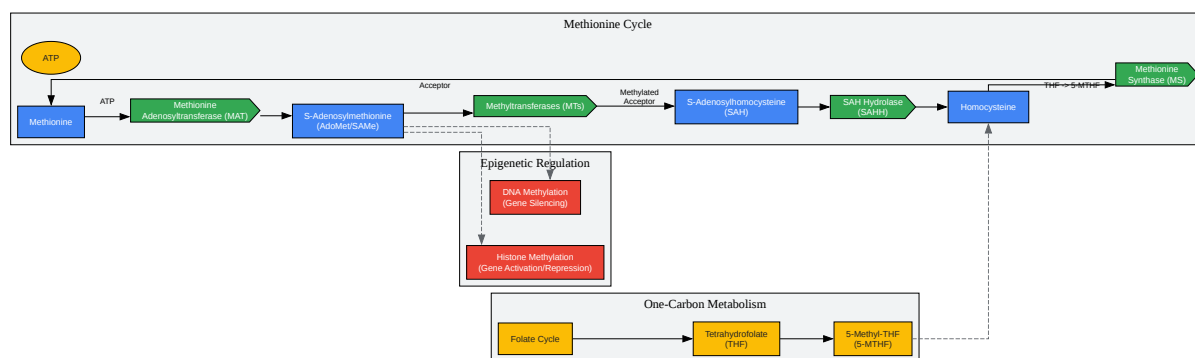 Methionine Cycle
ATP
Methionine
Synthase (MS)
Acceptor
THF -> 5-MTHF
ATP
Methionine
Methionine
Adenosyltransferase (MAT)
S-Adenosylmethionine
(AdoMet/SAMe)
Methyltransferases (MTs)
Methylated
Acceptor
S-Adenosylhomocysteine
(SAH)
SAH Hydrolase
(SAHH)
Homocysteine
Epigenetic Regulation
DNA Methylation
(Gene Silencing)
Histone Methylation
(Gene Activation/Repression)
One-Carbon Metabolism
Folate Cycle
Tetrahydrofolate
(THF)
5-Methyl-THF
(5-MTHF)